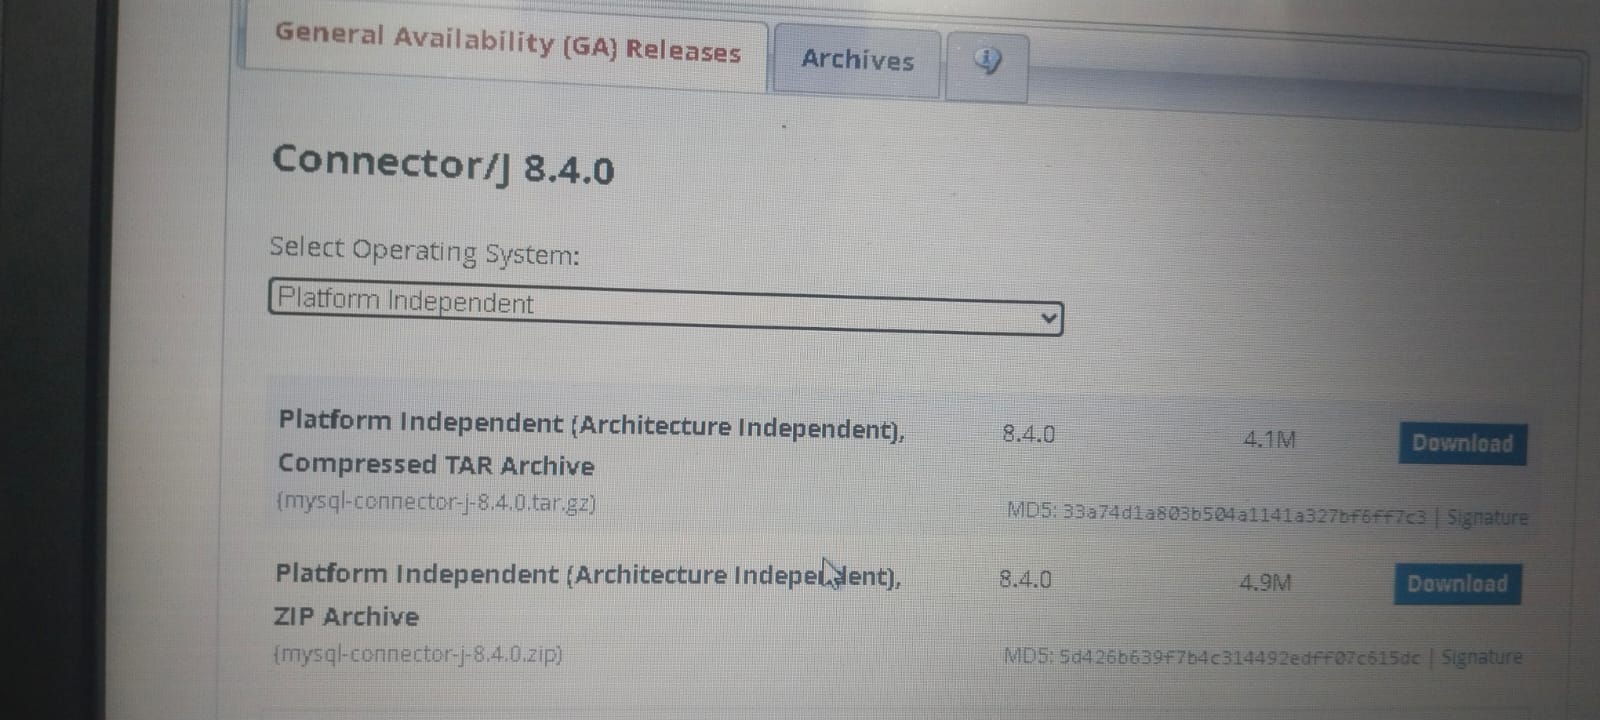 General Availability (GA) Releases
Archives
Connector/J 8.4.0
Select Operating System:
Platform Independent
Platform Independent (Architecture Independent),
8.4.0
4.1M
Download
Compressed TAR Archive
(mysql-connector-j-8.4.0.tar.gz)
MD5: 33a74d1a803b504a1141a327bf6ff7c3 | Signature
Platform Independent (Architecture Independent),
8.4.0
4.9M
Download
ZIP Archive
(mysql-connector-j-8.4.0.zip)
MD5: 5d426b639f7b4c314492edff07c615dc | Signature